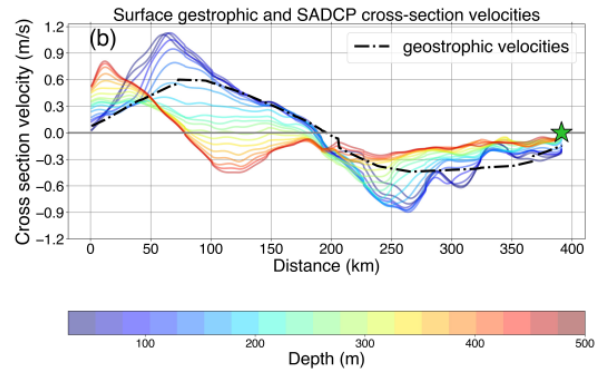 Surface gestrophic and SADCP cross-section velocities
(b)
geostrophic velocities
Cross section velocity (m/s)
1.2
0.9
0.6
0.3
0.0
−0.3
−0.6
−0.9
−1.2
0 50 100 150 200 250 300 350 400
Distance (km)
100 200 300 400 500
Depth (m)